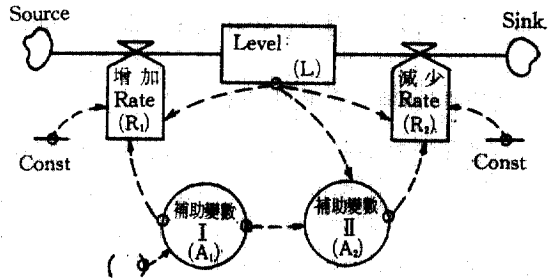 Source
Sink
Level
(L)
增加
Rate
(R₁)
減少
Rate
(R₂)
Const
Const
補助變數
I
(A₁)
補助變數
II
(A₂)
( )